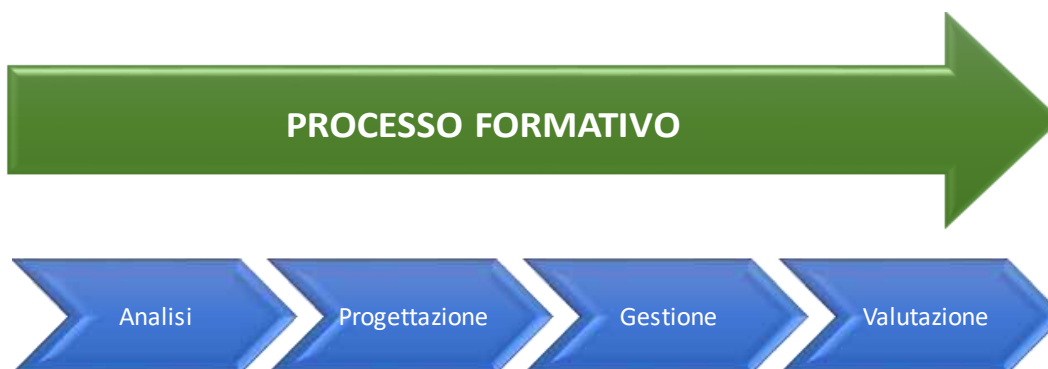 PROCESSO FORMATIVO
Analisi
Progettazione
Gestione
Valutazione